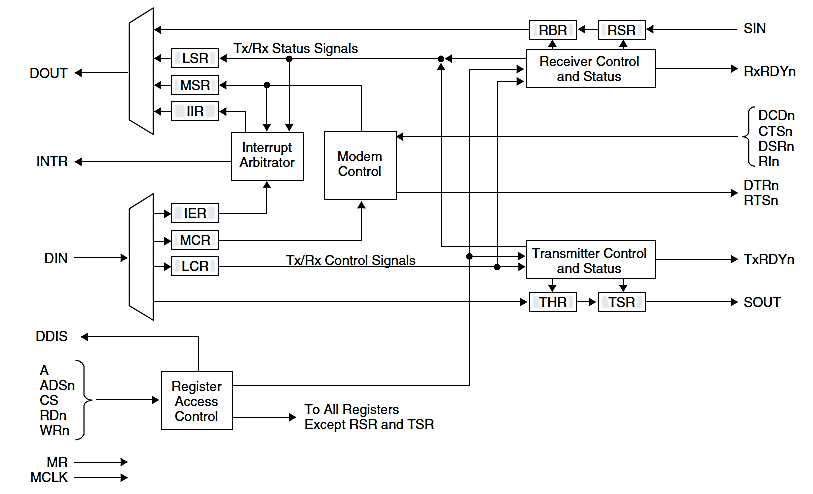 RBR
RSR
SIN
Tx/Rx Status Signals
LSR
Receiver Control
and Status
DOUT
RxRDYn
MSR
IIR
DCDn
CTSn
DSRn
RIn
Interrupt
Arbitrator
Modem
Control
INTR
DTRn
RTSn
IER
MCR
DIN
LCR
Tx/Rx Control Signals
Transmitter Control
and Status
TxRDYn
THR
TSR
SOUT
DDIS
A
ADSn
CS
RDn
WRn
Register
Access
Control
To All Registers
Except RSR and TSR
MR
MCLK